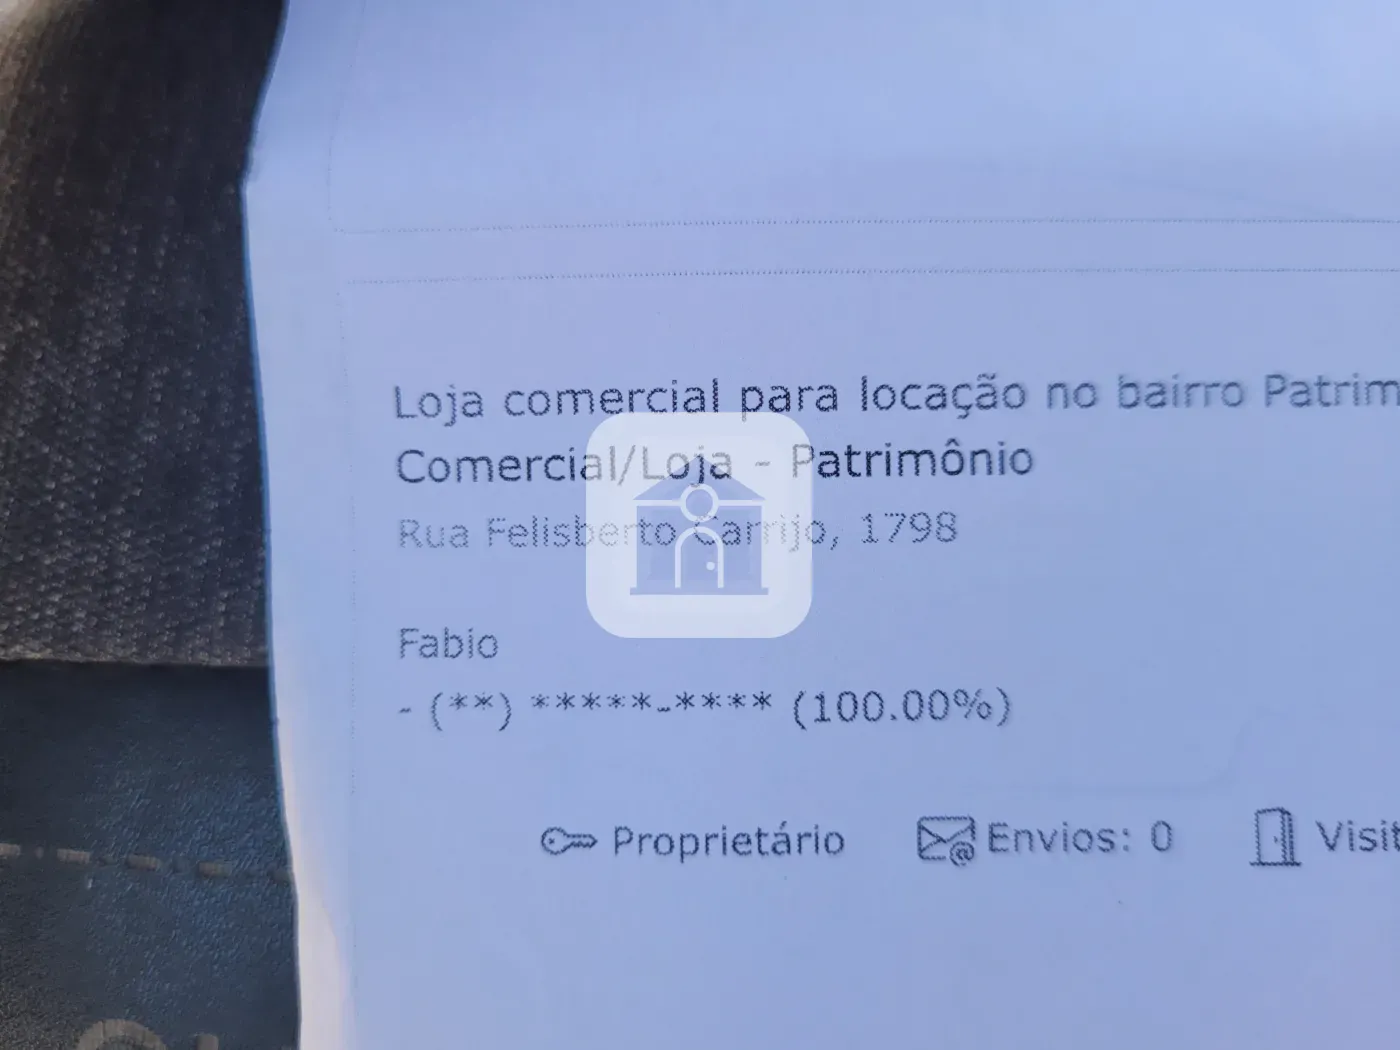 Loja comercial para locação no bairro Patrim
Comercial/Loja - Patrimônio
Rua Felisberto Carrijo, 1798
Fabio
- (**) *****-**** (100.00%)
Proprietário Envios: 0 Visit